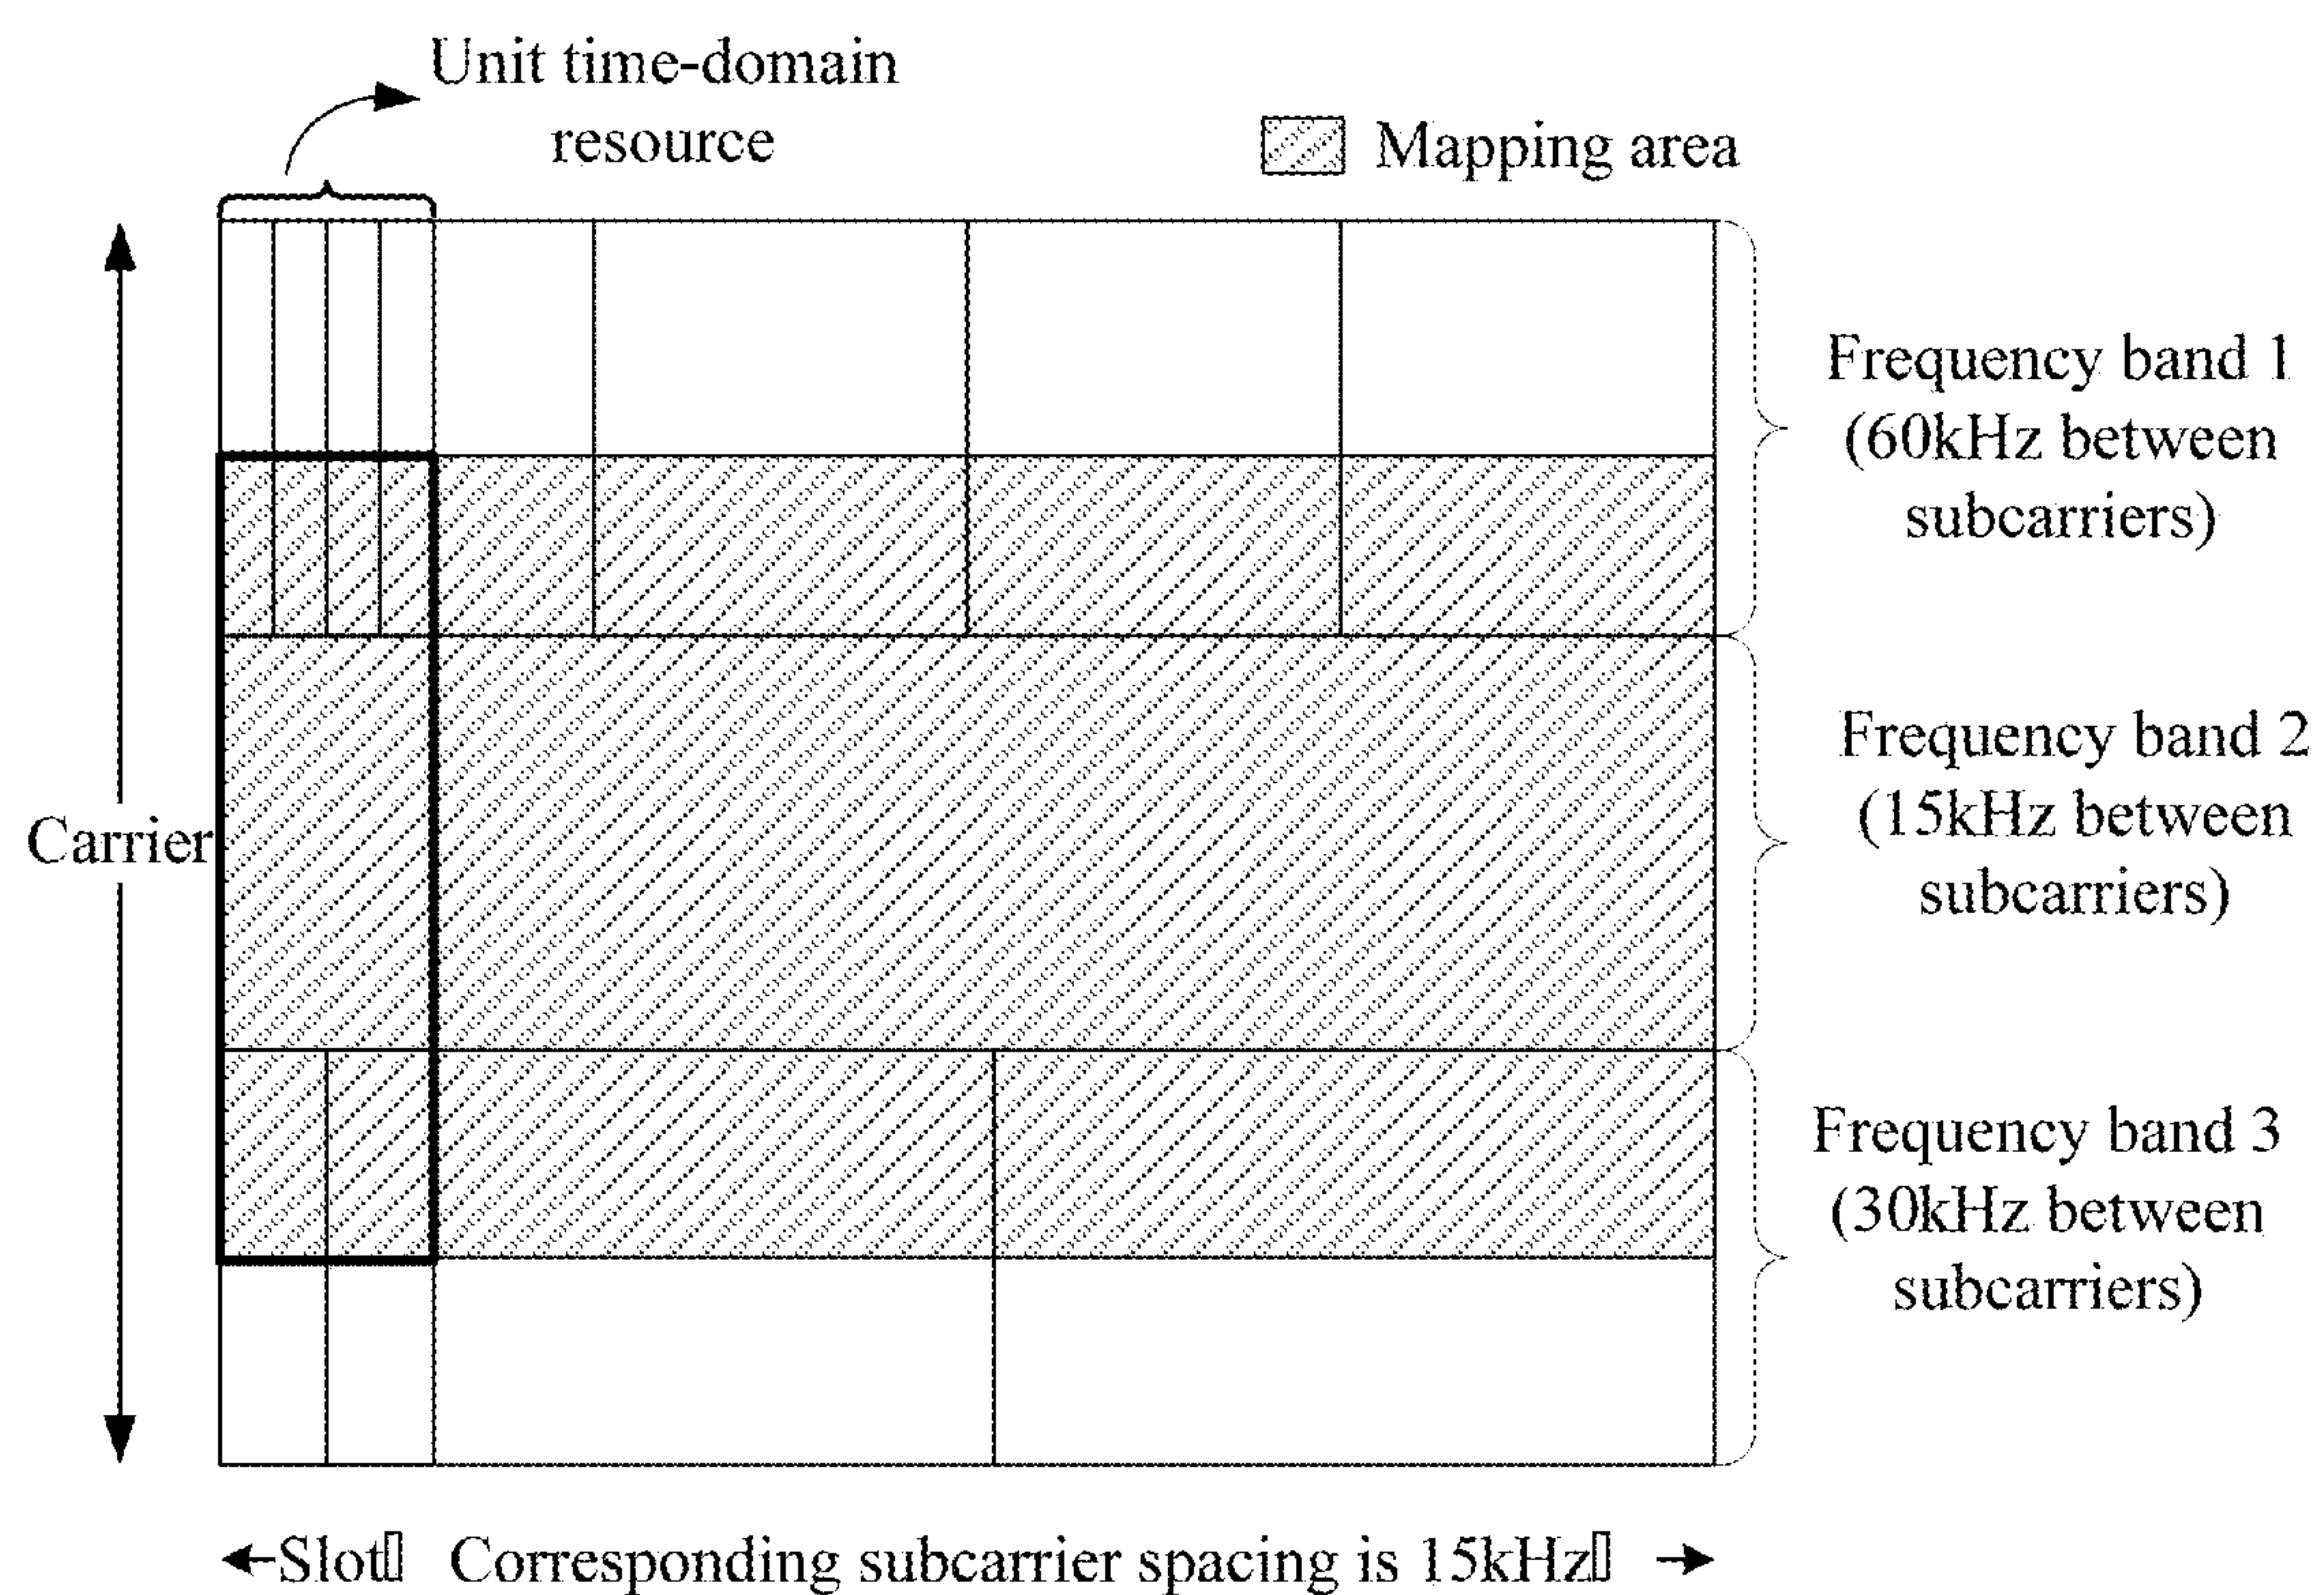 Unit time-domain
resource
Mapping area
Carrier
Frequency band 1
(60kHz between
subcarriers)
Frequency band 2
(15kHz between
subcarriers)
Frequency band 3
(30kHz between
subcarriers)
Slot▯ Corresponding subcarrier spacing is 15kHz▯